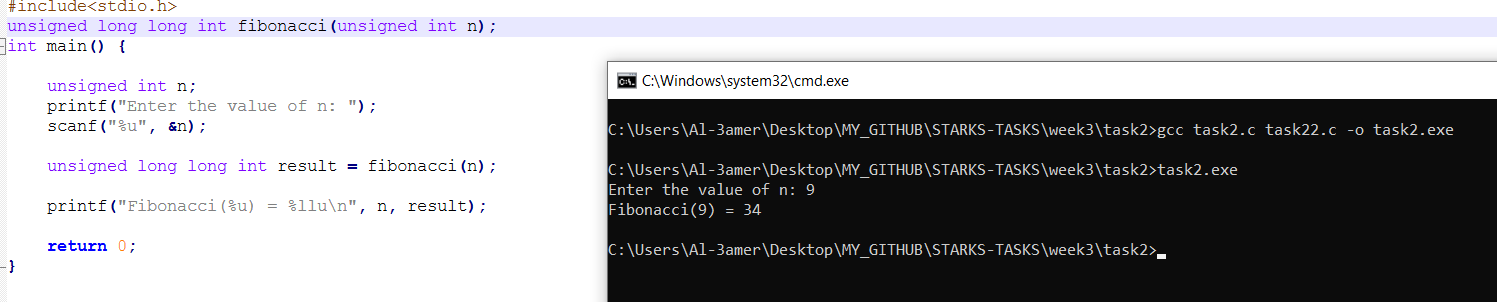 #include<stdio.h>
unsigned long long int fibonacci(unsigned int n);
int main() {
unsigned int n;
printf("Enter the value of n: ");
scanf("%u", &n);
unsigned long long int result = fibonacci(n);
printf("Fibonacci(%u) = %llu\n", n, result);
return 0;
}
C:\Windows\system32\cmd.exe
C:\Users\Al-3amer\Desktop\MY_GITHUB\STARKS-TASKS\week3\task2>gcc task2.c task22.c -o task2.exe
C:\Users\Al-3amer\Desktop\MY_GITHUB\STARKS-TASKS\week3\task2>task2.exe
Enter the value of n: 9
Fibonacci(9) = 34
C:\Users\Al-3amer\Desktop\MY_GITHUB\STARKS-TASKS\week3\task2>